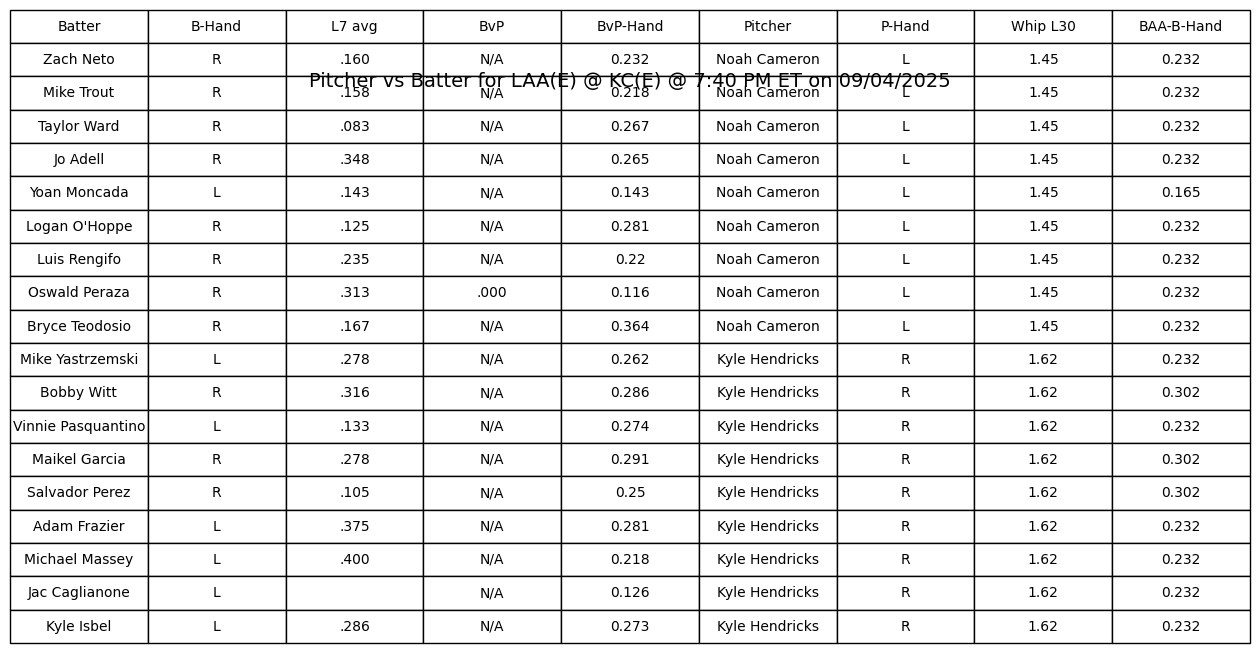 Batter B-Hand L7 avg BvP BvP-Hand Pitcher P-Hand Whip L30 BAA-B-Hand
Zach Neto R .160 N/A 0.232 Noah Cameron L 1.45 0.232
Pitcher vs Batter for LAA(E) @ KC(E) @ 7:40 PM ET on 09/04/2025
Mike Trout R .158 N/A 0.218 Noah Cameron L 1.45 0.232
Taylor Ward R .083 N/A 0.267 Noah Cameron L 1.45 0.232
Jo Adell R .348 N/A 0.265 Noah Cameron L 1.45 0.232
Yoan Moncada L .143 N/A 0.143 Noah Cameron L 1.45 0.165
Logan O'Hoppe R .125 N/A 0.281 Noah Cameron L 1.45 0.232
Luis Rengifo R .235 N/A 0.22 Noah Cameron L 1.45 0.232
Oswald Peraza R .313 .000 0.116 Noah Cameron L 1.45 0.232
Bryce Teodosio R .167 N/A 0.364 Noah Cameron L 1.45 0.232
Mike Yastrzemski L .278 N/A 0.262 Kyle Hendricks R 1.62 0.232
Bobby Witt R .316 N/A 0.286 Kyle Hendricks R 1.62 0.302
Vinnie Pasquantino L .133 N/A 0.274 Kyle Hendricks R 1.62 0.232
Maikel Garcia R .278 N/A 0.291 Kyle Hendricks R 1.62 0.302
Salvador Perez R .105 N/A 0.25 Kyle Hendricks R 1.62 0.302
Adam Frazier L .375 N/A 0.281 Kyle Hendricks R 1.62 0.232
Michael Massey L .400 N/A 0.218 Kyle Hendricks R 1.62 0.232
Jac Caglianone L N/A 0.126 Kyle Hendricks R 1.62 0.232
Kyle Isbel L .286 N/A 0.273 Kyle Hendricks R 1.62 0.232